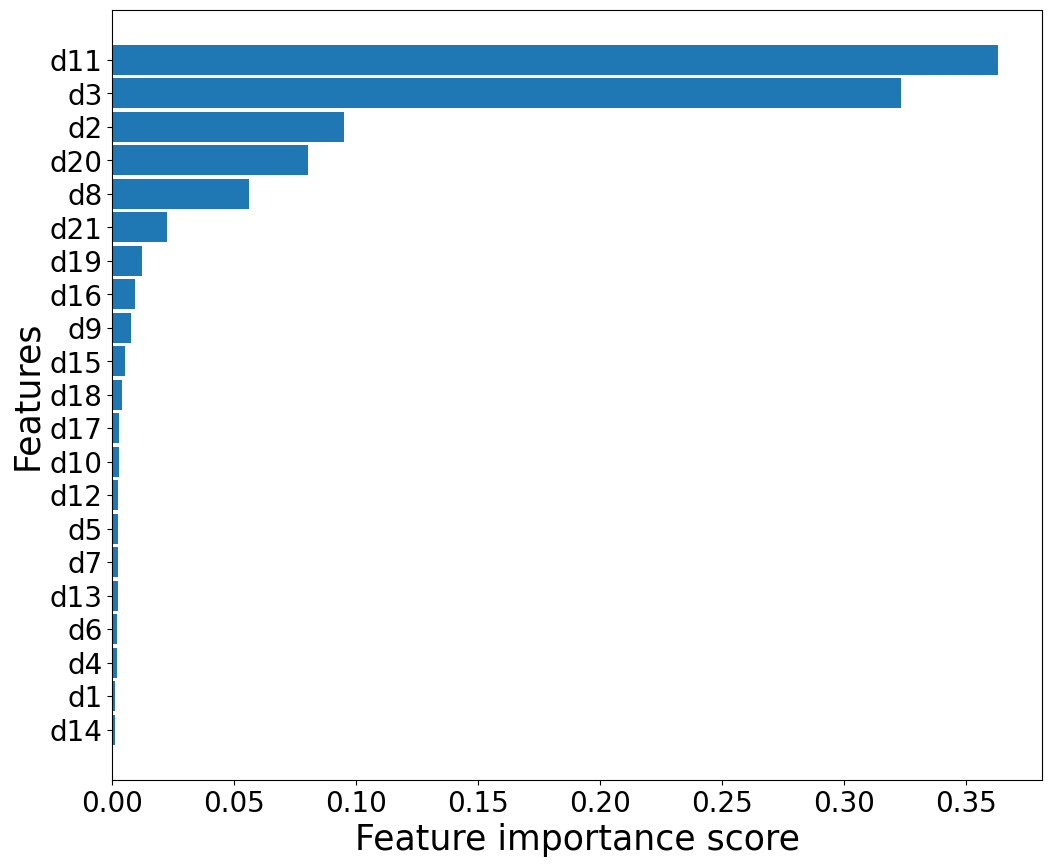 d11
d3
d2
d20
d8
d21
d19
d16
d9
d15
d18
d17
d10
d12
d5
d7
d13
d6
d4
d1
d14
Features
0.00 0.05 0.10 0.15 0.20 0.25 0.30 0.35
Feature importance score